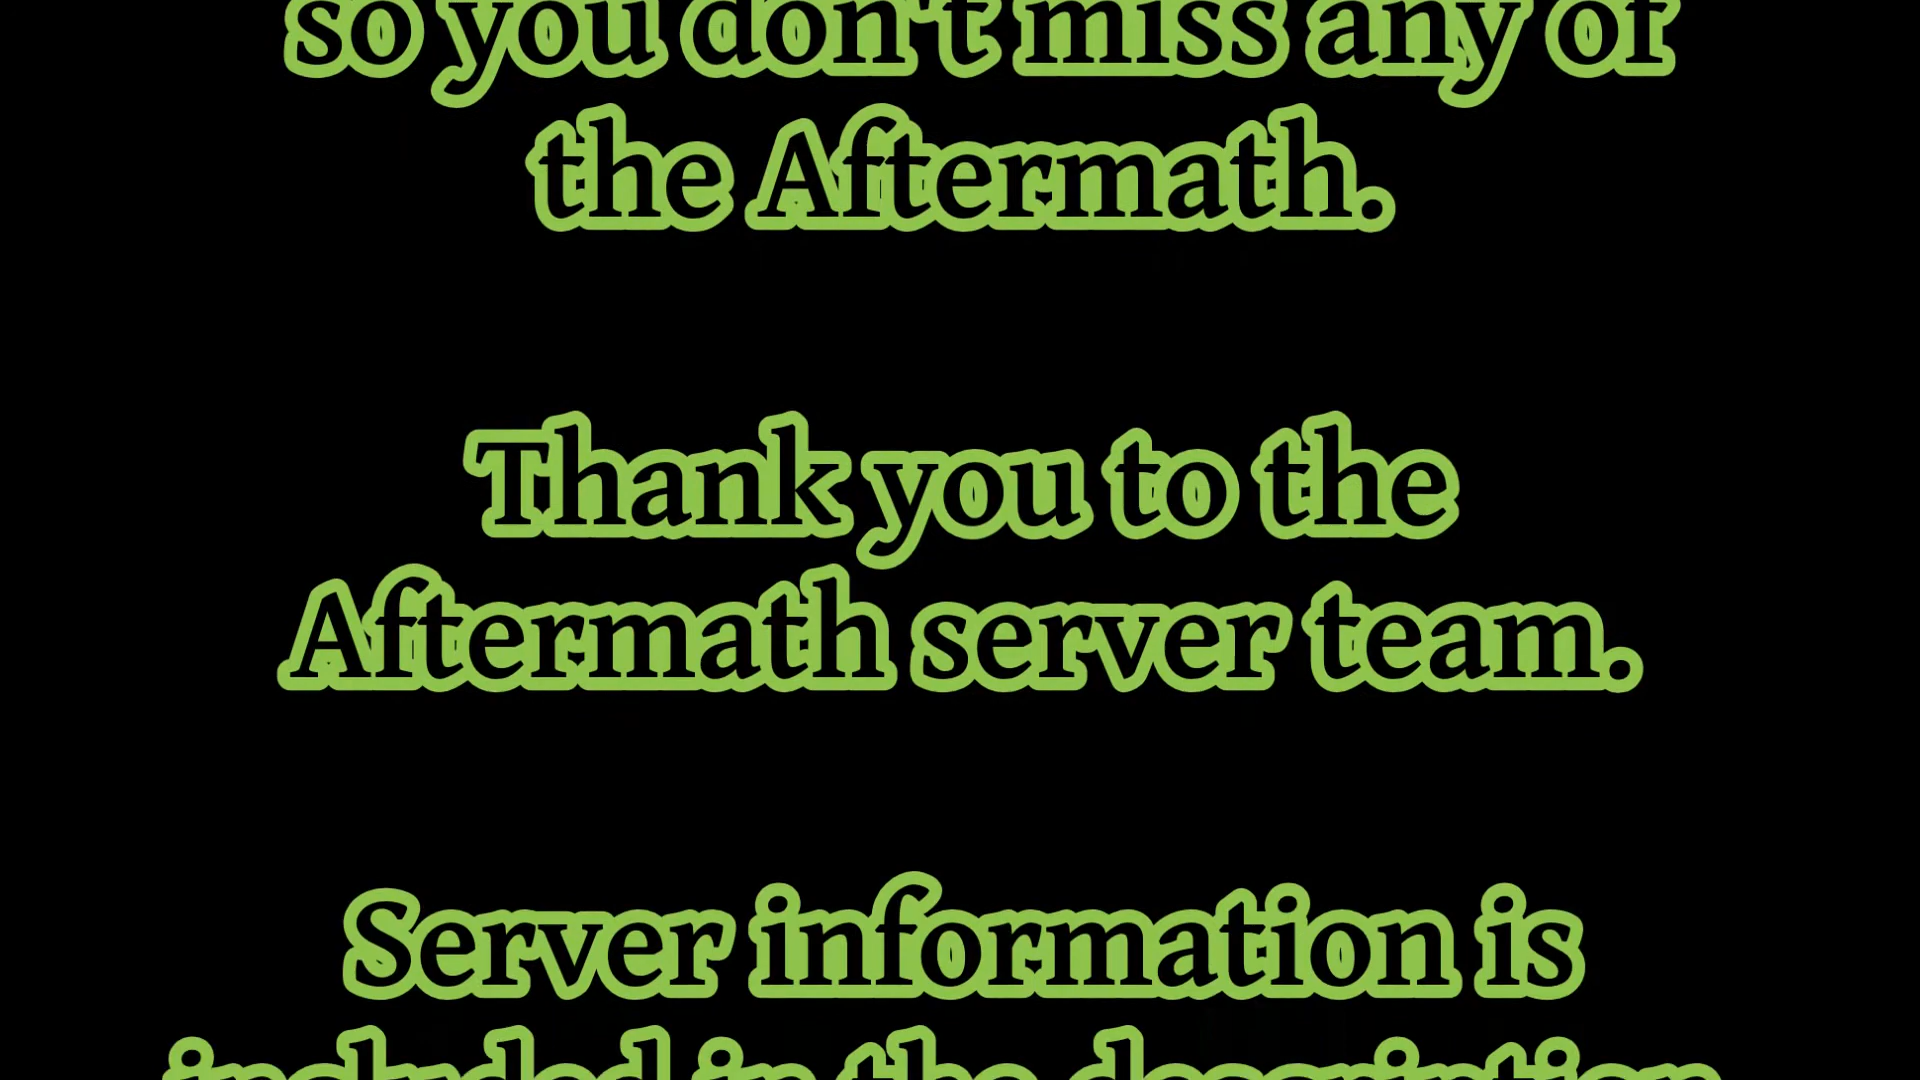 so you don't miss any of
the Aftermath.
Thank you to the
Aftermath server team.
Server information is
included in the description